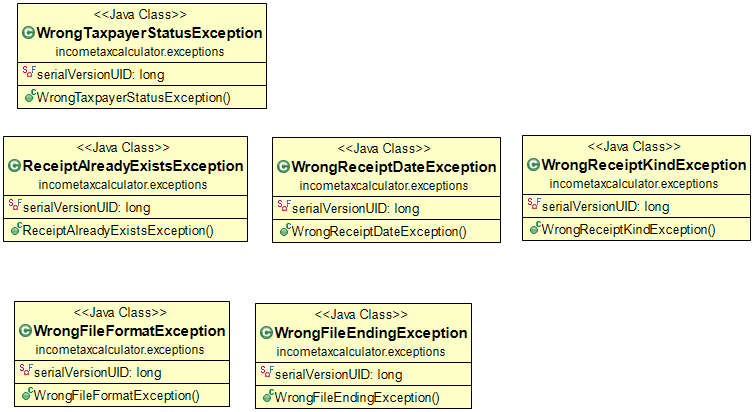 <<Java Class>>
WrongTaxpayerStatusException
incometaxcalculator.exceptions
serialVersionUID: long
WrongTaxpayerStatusException()
<<Java Class>>
ReceiptAlreadyExistsException
incometaxcalculator.exceptions
serialVersionUID: long
ReceiptAlreadyExistsException()
<<Java Class>>
WrongReceiptDateException
incometaxcalculator.exceptions
serialVersionUID: long
WrongReceiptDateException()
<<Java Class>>
WrongReceiptKindException
incometaxcalculator.exceptions
serialVersionUID: long
WrongReceiptKindException()
<<Java Class>>
WrongFileFormatException
incometaxcalculator.exceptions
serialVersionUID: long
WrongFileFormatException()
<<Java Class>>
WrongFileEndingException
incometaxcalculator.exceptions
serialVersionUID: long
WrongFileEndingException()